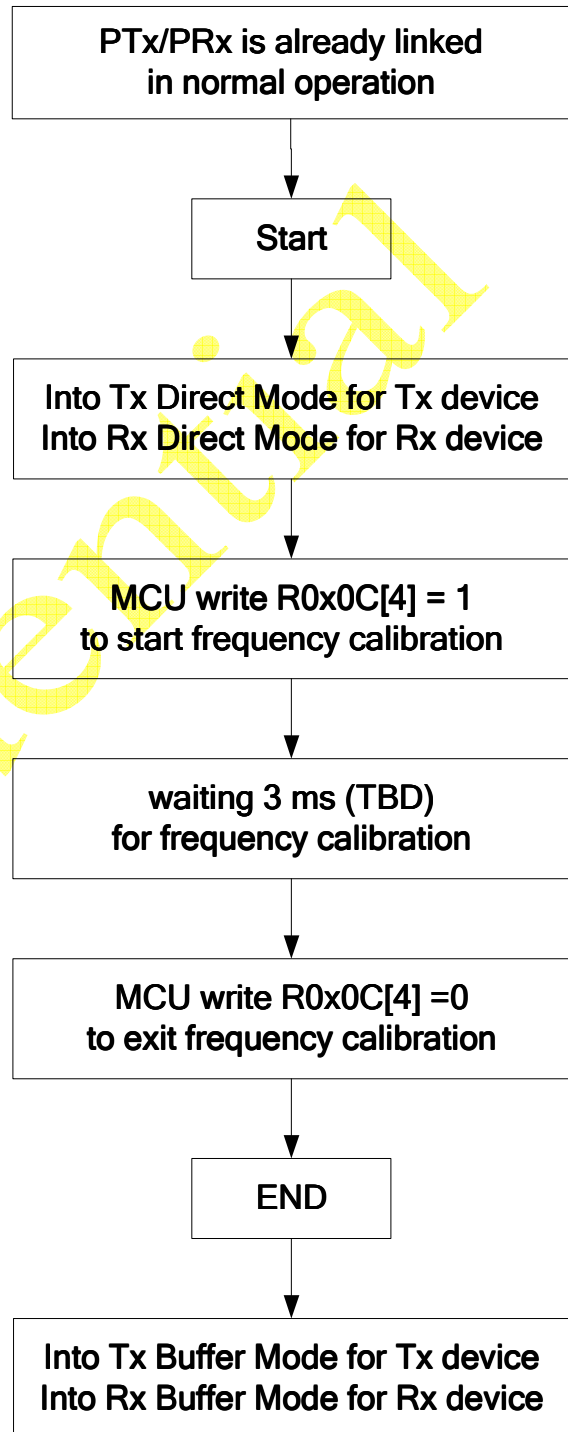 PTx/PRx is already linked
in normal operation
Start
Into Tx Direct Mode for Tx device
Into Rx Direct Mode for Rx device
MCU write R0x0C[4] = 1
to start frequency calibration
waiting 3 ms (TBD)
for frequency calibration
MCU write R0x0C[4] =0
to exit frequency calibration
END
Into Tx Buffer Mode for Tx device
Into Rx Buffer Mode for Rx device
ential